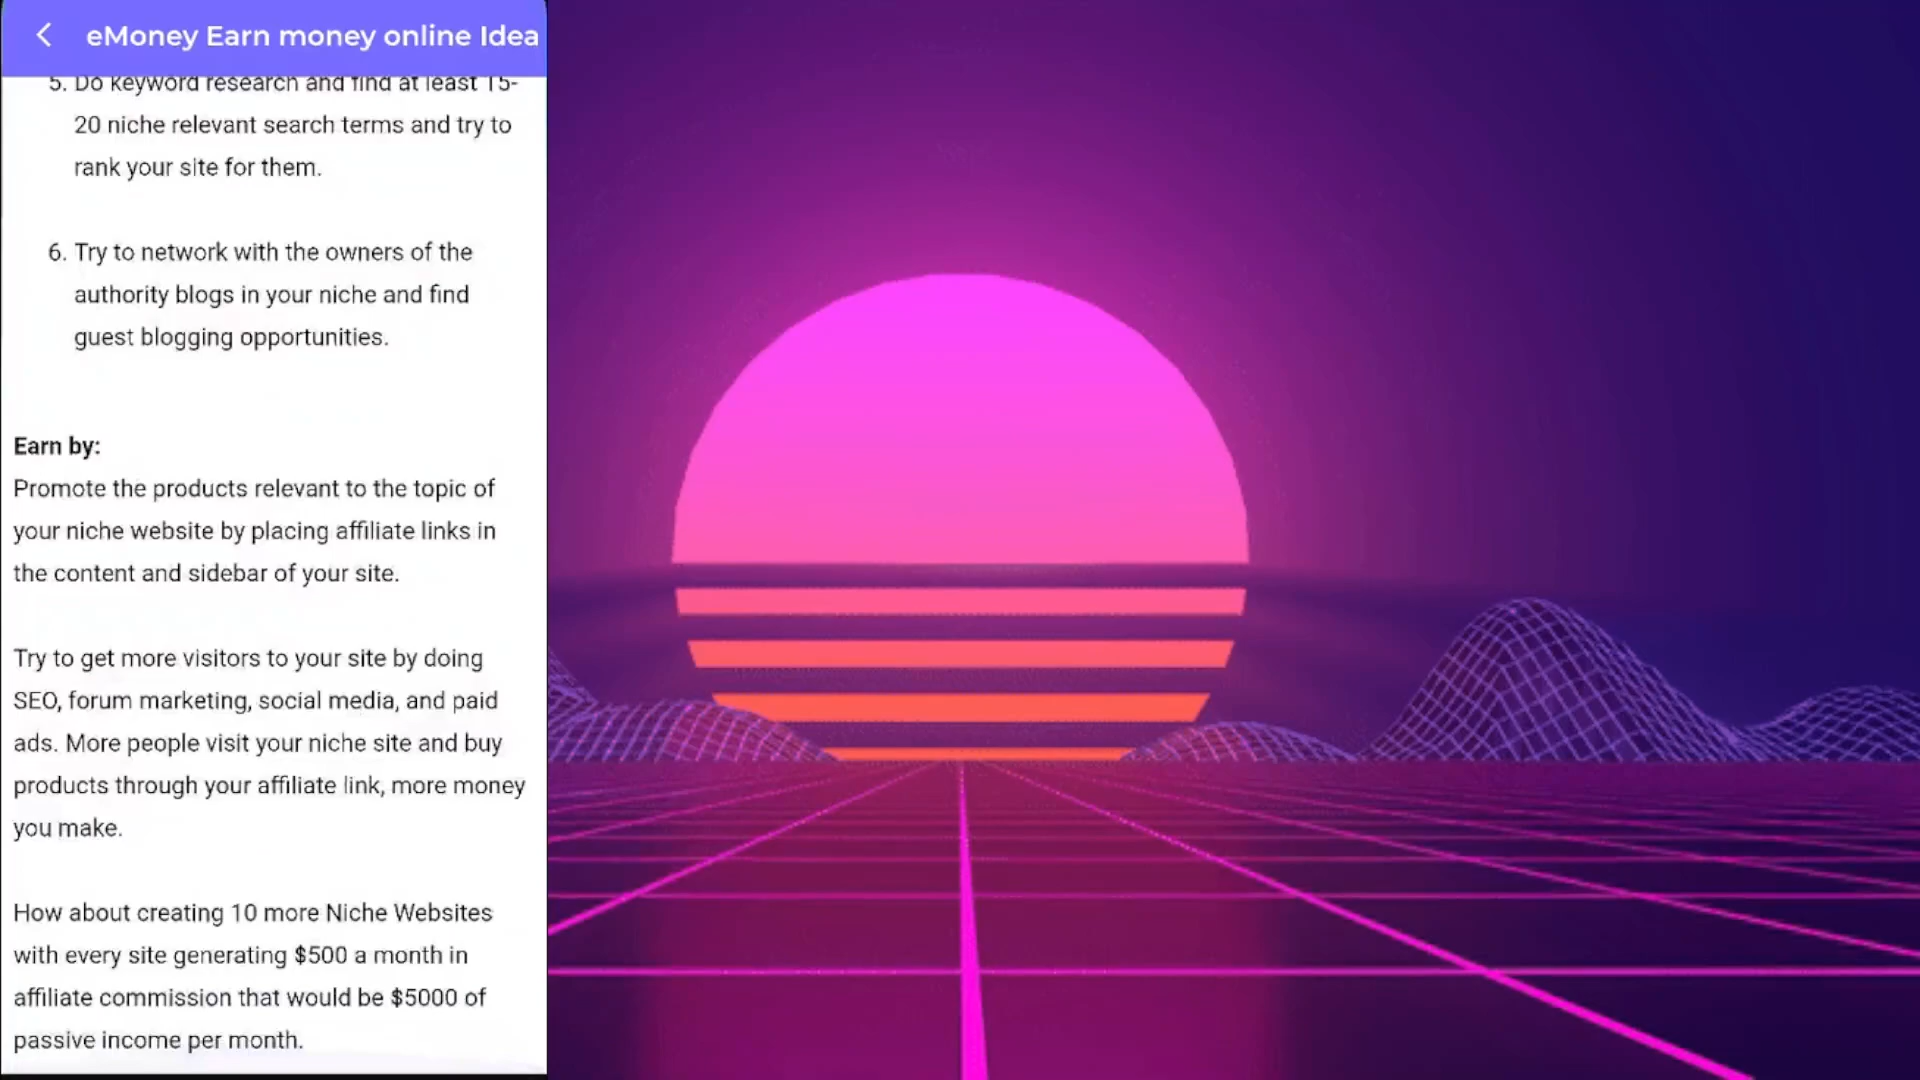 eMoney Earn money online Idea
5. Do keyword research and find at least 15-
20 niche relevant search terms and try to
rank your site for them.
6. Try to network with the owners of the
authority blogs in your niche and find
guest blogging opportunities.
Earn by:
Promote the products relevant to the topic of
your niche website by placing affiliate links in
the content and sidebar of your site.
Try to get more visitors to your site by doing
SEO, forum marketing, social media, and paid
ads. More people visit your niche site and buy
products through your affiliate link, more money
you make.
How about creating 10 more Niche Websites
with every site generating $500 a month in
affiliate commission that would be $5000 of
passive income per month.